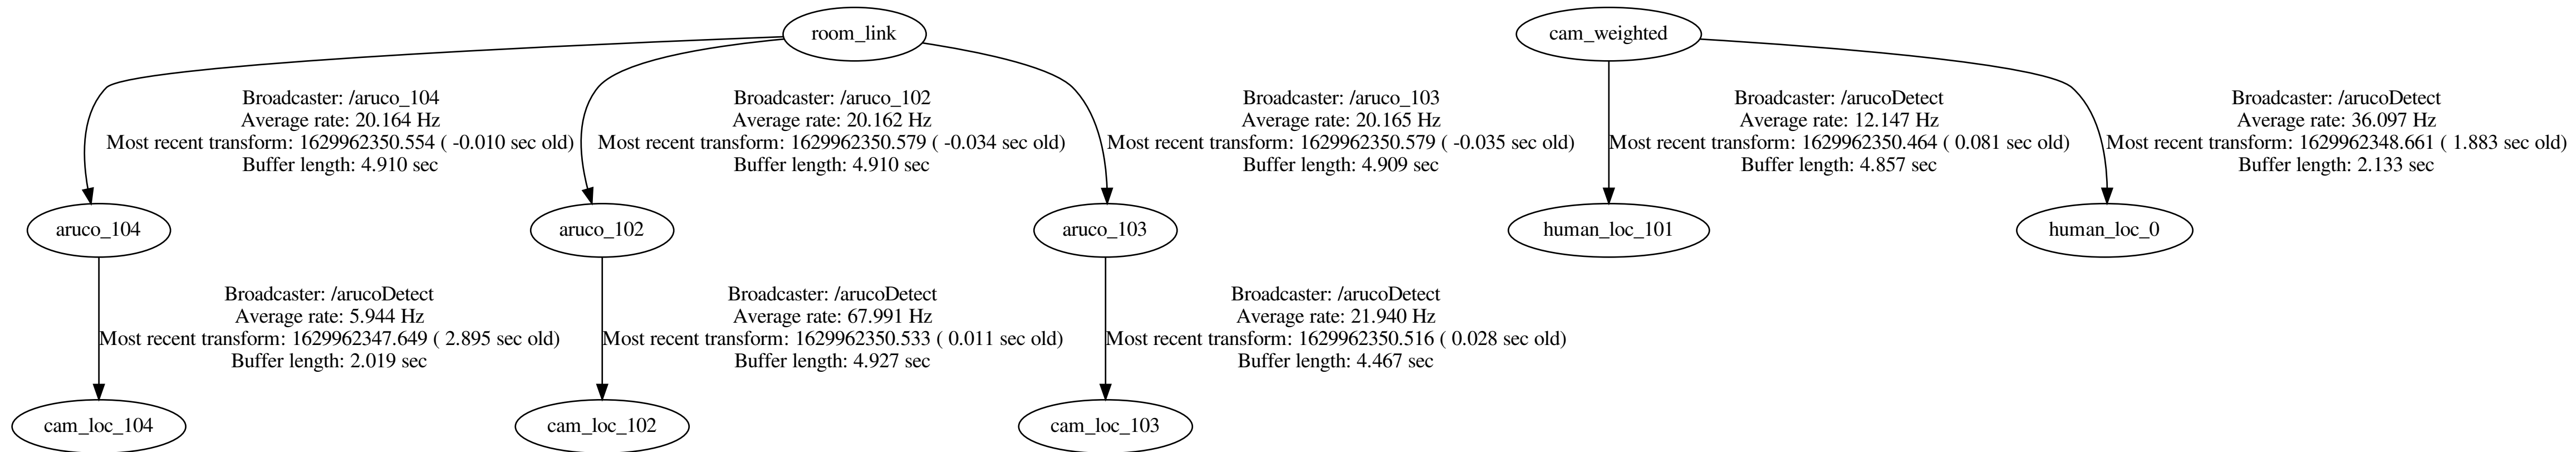 room_link
cam_weighted
Broadcaster: /aruco_104
Average rate: 20.164 Hz
Most recent transform: 1629962350.554 ( -0.010 sec old)
Buffer length: 4.910 sec
Broadcaster: /aruco_102
Average rate: 20.162 Hz
Most recent transform: 1629962350.579 ( -0.034 sec old)
Buffer length: 4.910 sec
Broadcaster: /aruco_103
Average rate: 20.165 Hz
Most recent transform: 1629962350.579 ( -0.035 sec old)
Buffer length: 4.909 sec
Broadcaster: /arucoDetect
Average rate: 12.147 Hz
Most recent transform: 1629962350.464 ( 0.081 sec old)
Buffer length: 4.857 sec
Broadcaster: /arucoDetect
Average rate: 36.097 Hz
Most recent transform: 1629962348.661 ( 1.883 sec old)
Buffer length: 2.133 sec
aruco_104
aruco_102
aruco_103
human_loc_101
human_loc_0
Broadcaster: /arucoDetect
Average rate: 5.944 Hz
Most recent transform: 1629962347.649 ( 2.895 sec old)
Buffer length: 2.019 sec
Broadcaster: /arucoDetect
Average rate: 67.991 Hz
Most recent transform: 1629962350.533 ( 0.011 sec old)
Buffer length: 4.927 sec
Broadcaster: /arucoDetect
Average rate: 21.940 Hz
Most recent transform: 1629962350.516 ( 0.028 sec old)
Buffer length: 4.467 sec
cam_loc_104
cam_loc_102
cam_loc_103